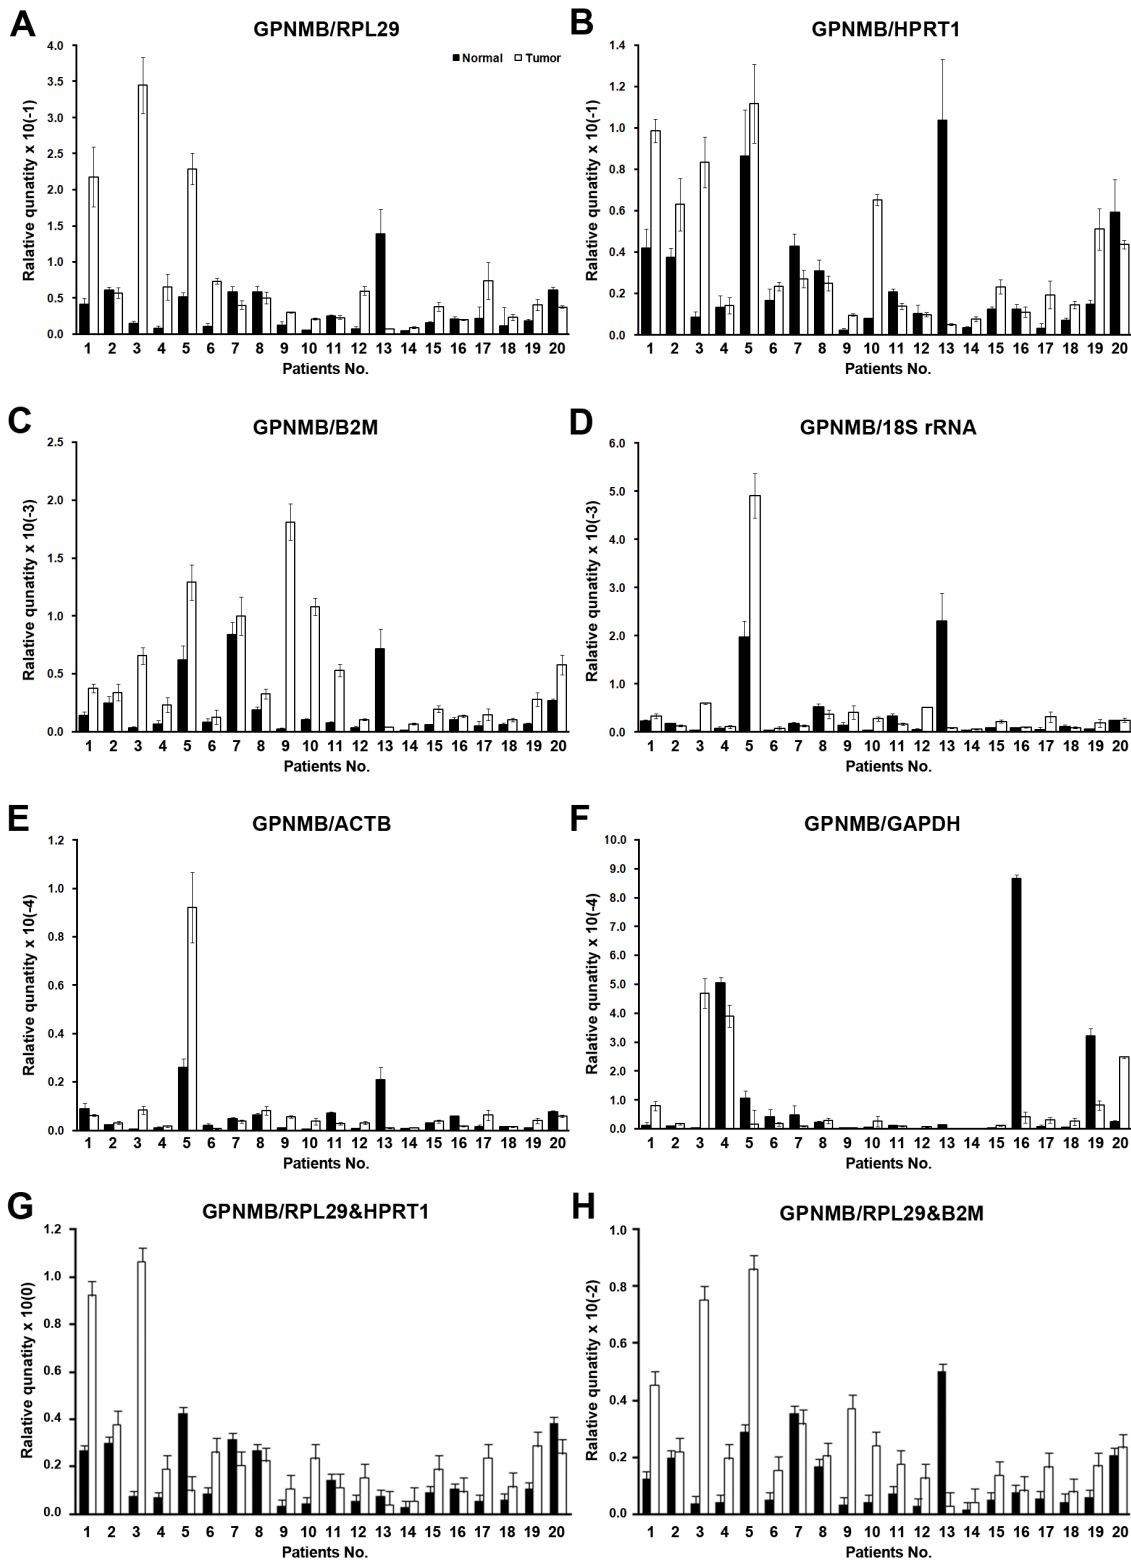 A
GPNMB/RPL29
Normal Tumor
Ralative qunatity x 10(-1)
4.0
3.5
3.0
2.5
2.0
1.5
1.0
0.5
0.0
1 2 3 4 5 6 7 8 9 10 11 12 13 14 15 16 17 18 19 20
Patients No.
B
GPNMB/HPRT1
Ralative qunatity x 10(-1)
1.4
1.2
1.0
0.8
0.6
0.4
0.2
0.0
1 2 3 4 5 6 7 8 9 10 11 12 13 14 15 16 17 18 19 20
Patients No.
C
GPNMB/B2M
Ralative qunatity x 10(-3)
2.5
2.0
1.5
1.0
0.5
0.0
1 2 3 4 5 6 7 8 9 10 11 12 13 14 15 16 17 18 19 20
Patients No.
D
GPNMB/18S rRNA
Ralative qunatity x 10(-3)
6.0
5.0
4.0
3.0
2.0
1.0
0.0
1 2 3 4 5 6 7 8 9 10 11 12 13 14 15 16 17 18 19 20
Patients No.
E
GPNMB/ACTB
Ralative qunatity x 10(-4)
1.2
1.0
0.8
0.6
0.4
0.2
0.0
1 2 3 4 5 6 7 8 9 10 11 12 13 14 15 16 17 18 19 20
Patients No.
F
GPNMB/GAPDH
Ralative qunatity x 10(-4)
10.0
9.0
8.0
7.0
6.0
5.0
4.0
3.0
2.0
1.0
0.0
1 2 3 4 5 6 7 8 9 10 11 12 13 14 15 16 17 18 19 20
Patients No.
G
GPNMB/RPL29&HPRT1
Ralative qunatity x 10(0)
1.2
1.0
0.8
0.6
0.4
0.2
0.0
1 2 3 4 5 6 7 8 9 10 11 12 13 14 15 16 17 18 19 20
Patients No.
H
GPNMB/RPL29&B2M
Ralative qunatity x 10(-2)
1.0
0.8
0.6
0.4
0.2
0.0
1 2 3 4 5 6 7 8 9 10 11 12 13 14 15 16 17 18 19 20
Patients No.